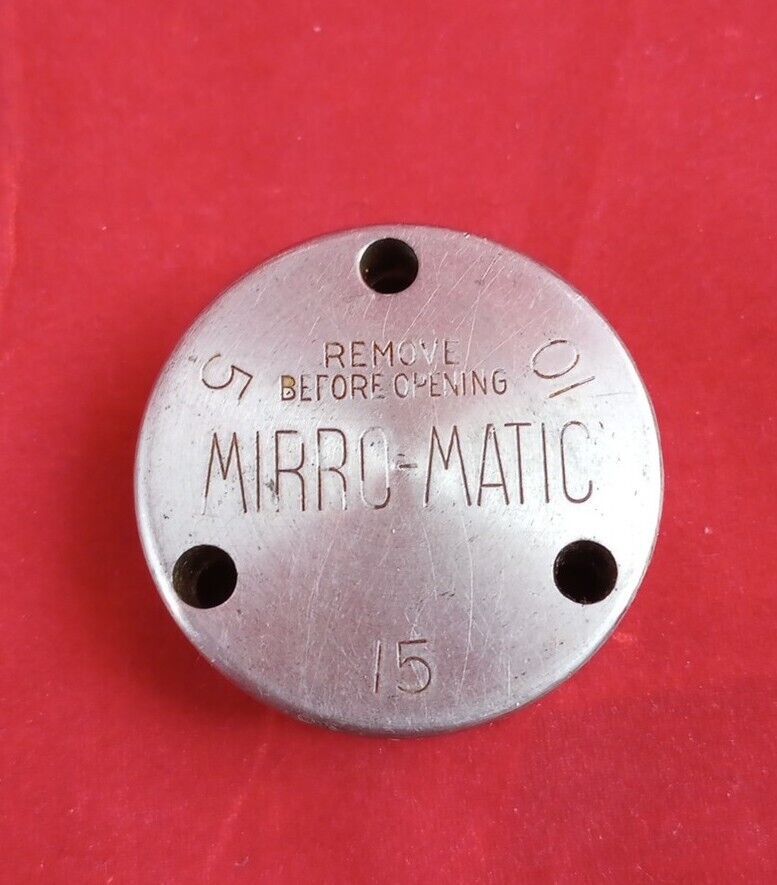 REMOVE
BEFORE OPENING
5
10
MIRRO-MATIC
15